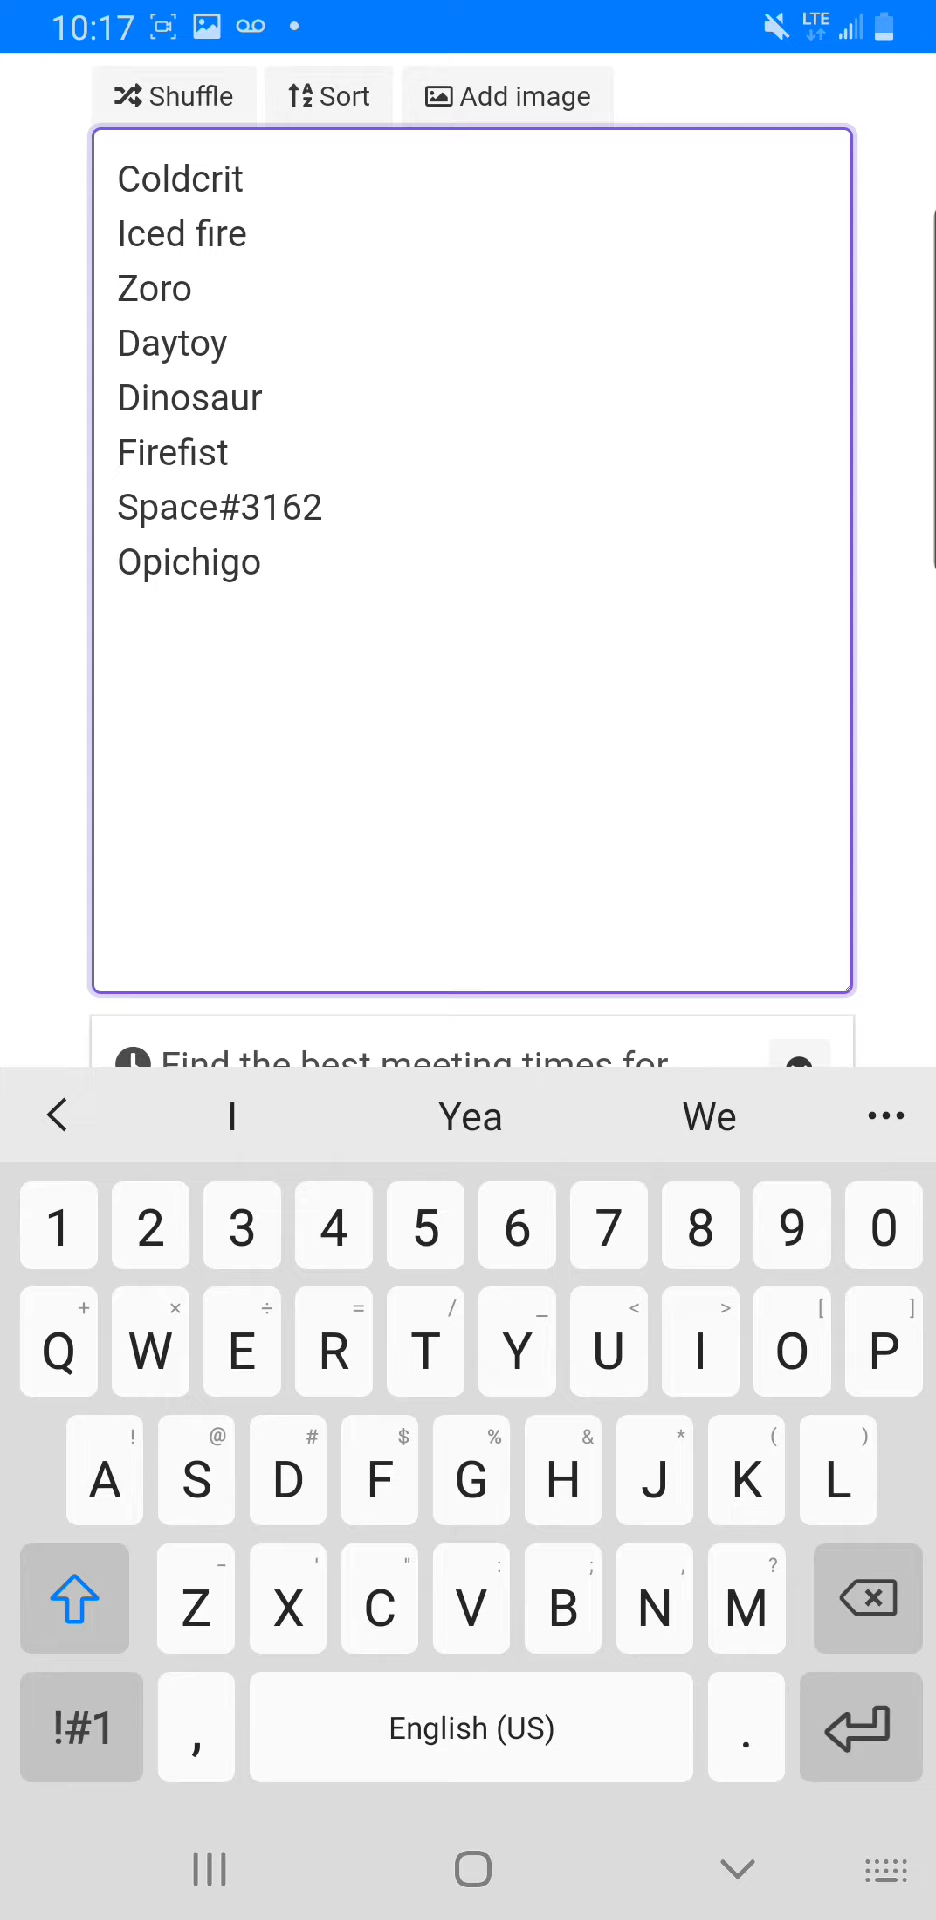 10:17 LTE
Shuffle Sort Add image
Coldcrit
Iced fire
Zoro
Daytoy
Dinosaur
Firefist
Space#3162
Opichigo
Find the best meeting times for
I Yea We
1 2 3 4 5 6 7 8 9 0
+ × ÷ = / _ < > [ ]
Q W E R T Y U I O P
! @ # $ % & * ( )
A S D F G H J K L
- ' " : ; , ?
Z X C V B N M
!#1 , English (US) .